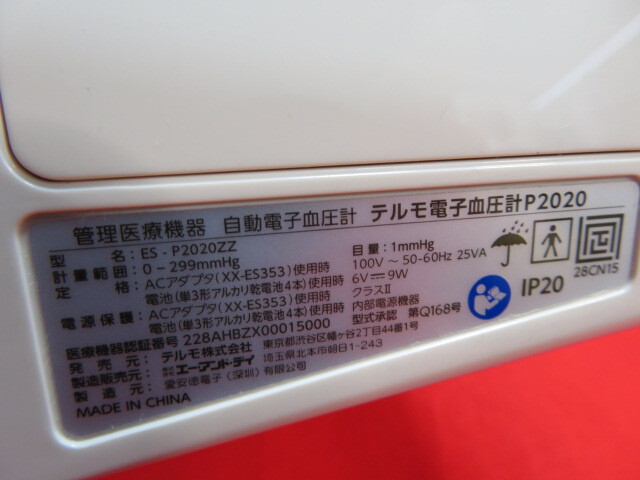 管理医療機器 自動電子血圧計 テルモ電子血圧計P2020
型 名: ES-P2020ZZ
計量範囲: 0-299mmHg 目量: 1mmHg
定 格: ACアダプタ(XX-ES353)使用時 100V～50-60Hz 25VA
電池(単3形アルカリ乾電池4本)使用時 6V⎓9W
電源保護: ACアダプタ(XX-ES353)使用時 クラスⅡ
電池(単3形アルカリ乾電池4本)使用時 内部電源機器
医療機器認証番号 228AHBZX00015000 型式承認 第Q168号
発 売 元: テルモ株式会社 東京都渋谷区幡ヶ谷2丁目44番1号
製造販売元: 株式会社エーアンド・デイ 埼玉県北本市朝日1-243
製 造 元: 愛安徳電子(深圳)有限公司
MADE IN CHINA
IP20
28CN15